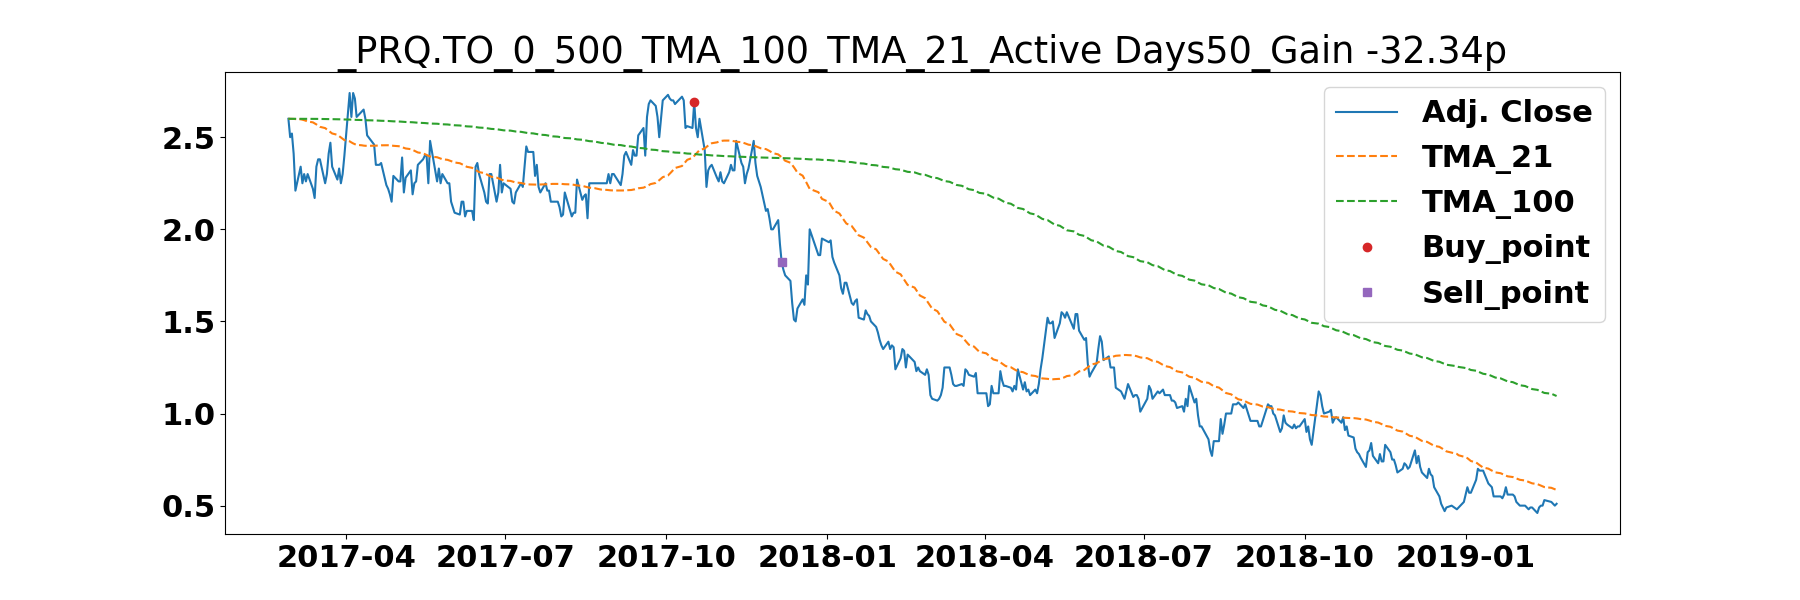 _PRQ.TO_0_500_TMA_100_TMA_21_Active Days50_Gain -32.34p
Adj. Close
TMA_21
TMA_100
Buy_point
Sell_point
2.5
2.0
1.5
1.0
0.5
2017-04 2017-07 2017-10 2018-01 2018-04 2018-07 2018-10 2019-01